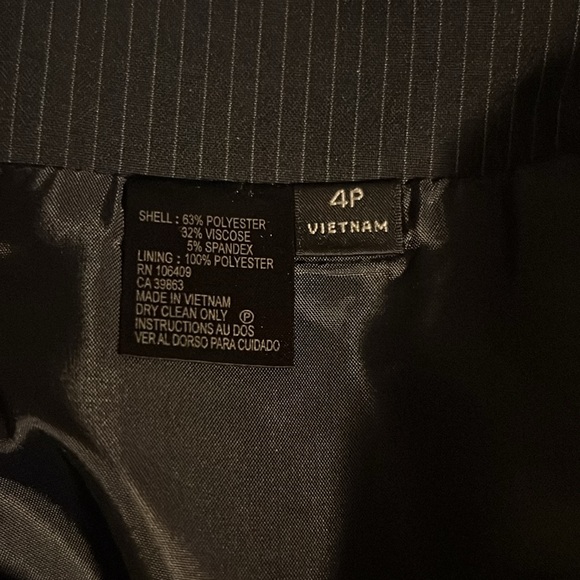 SHELL : 63% POLYESTER
32% VISCOSE
5% SPANDEX
LINING : 100% POLYESTER
RN 106409
CA 39863
MADE IN VIETNAM
DRY CLEAN ONLY Ⓟ
INSTRUCTIONS AU DOS
VER AL DORSO PARA CUIDADO
4P
VIETNAM